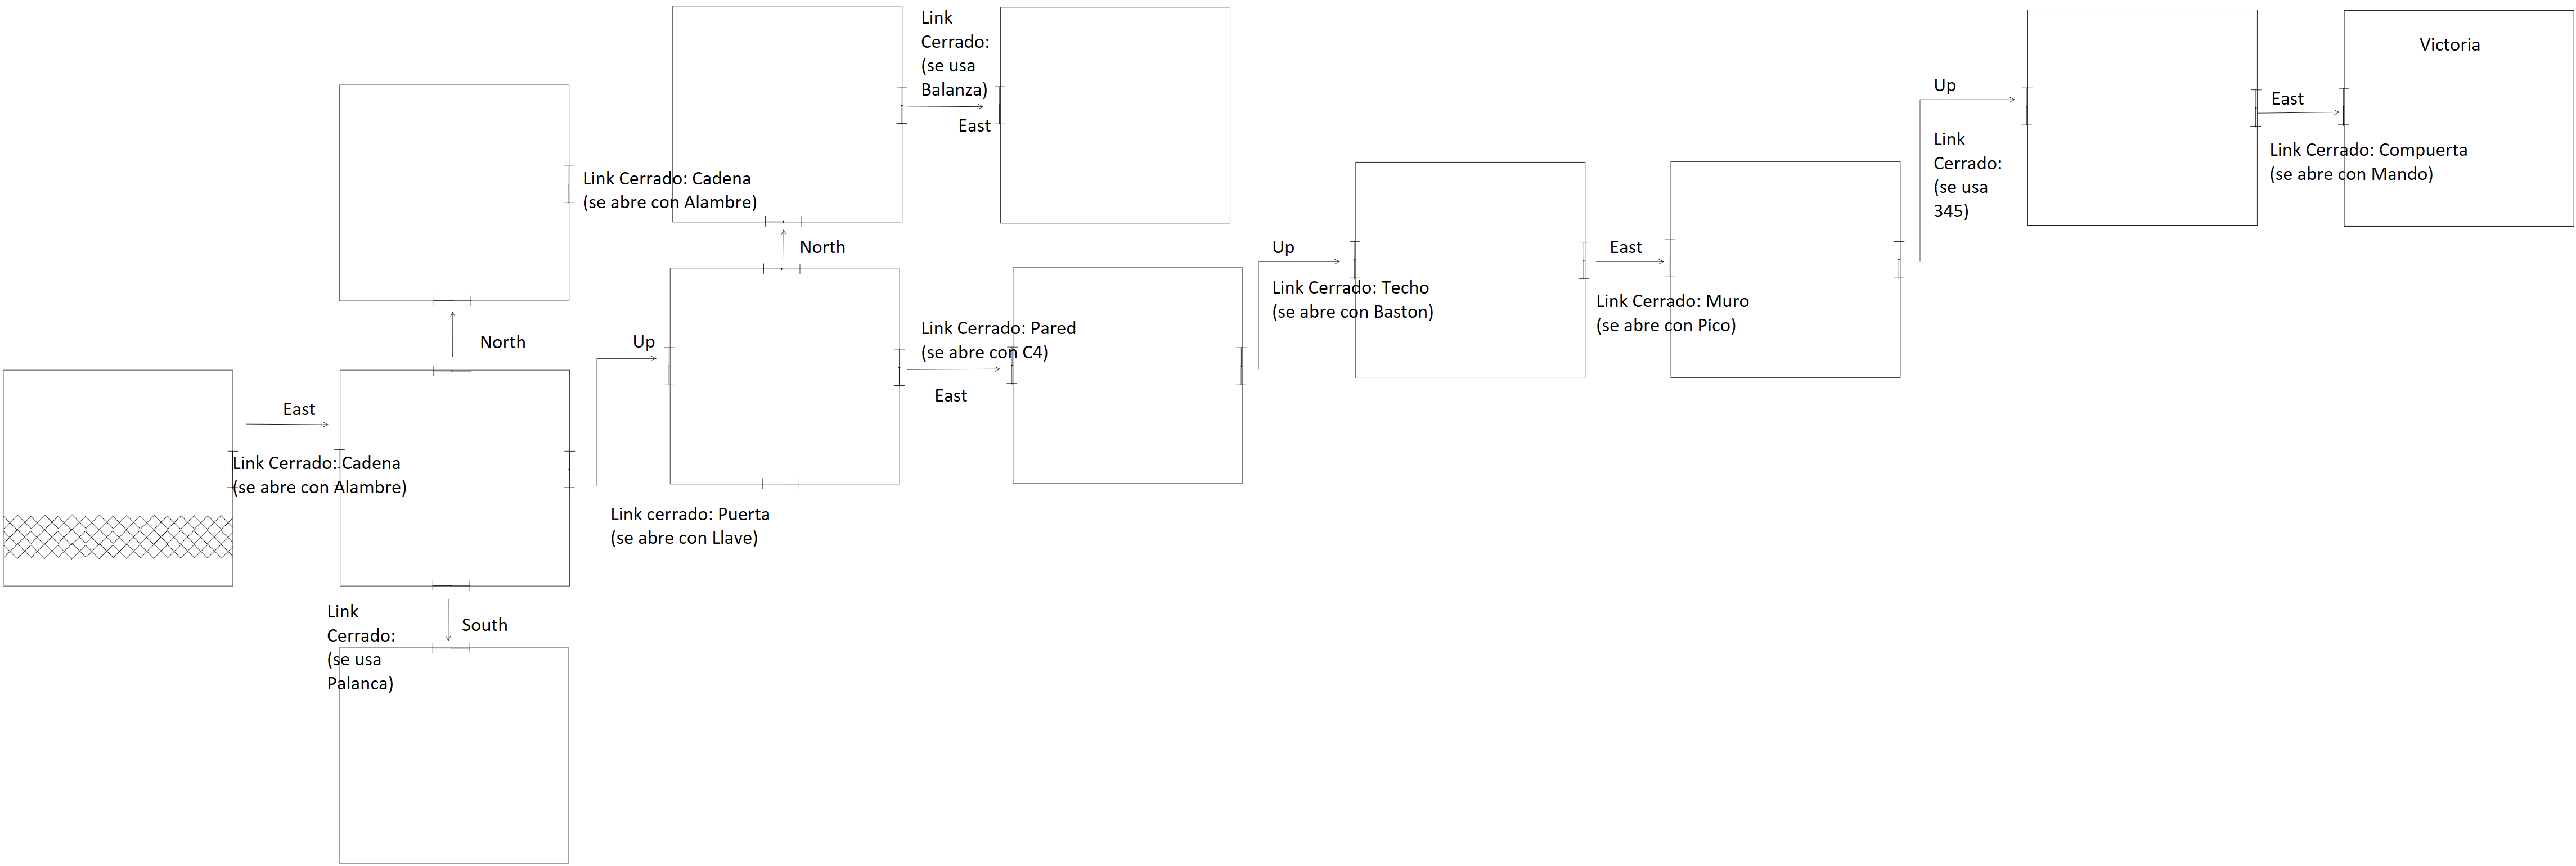 Link
Cerrado:
(se usa
Balanza)
East
Victoria
Up
East
Link
Cerrado:
(se usa
345)
Link Cerrado: Compuerta
(se abre con Mando)
Link Cerrado: Cadena
(se abre con Alambre)
North
Up
East
Link Cerrado: Techo
(se abre con Baston)
Link Cerrado: Muro
(se abre con Pico)
North
Up
Link Cerrado: Pared
(se abre con C4)
East
East
Link Cerrado: Cadena
(se abre con Alambre)
Link cerrado: Puerta
(se abre con Llave)
Link
Cerrado:
(se usa
Palanca)
South